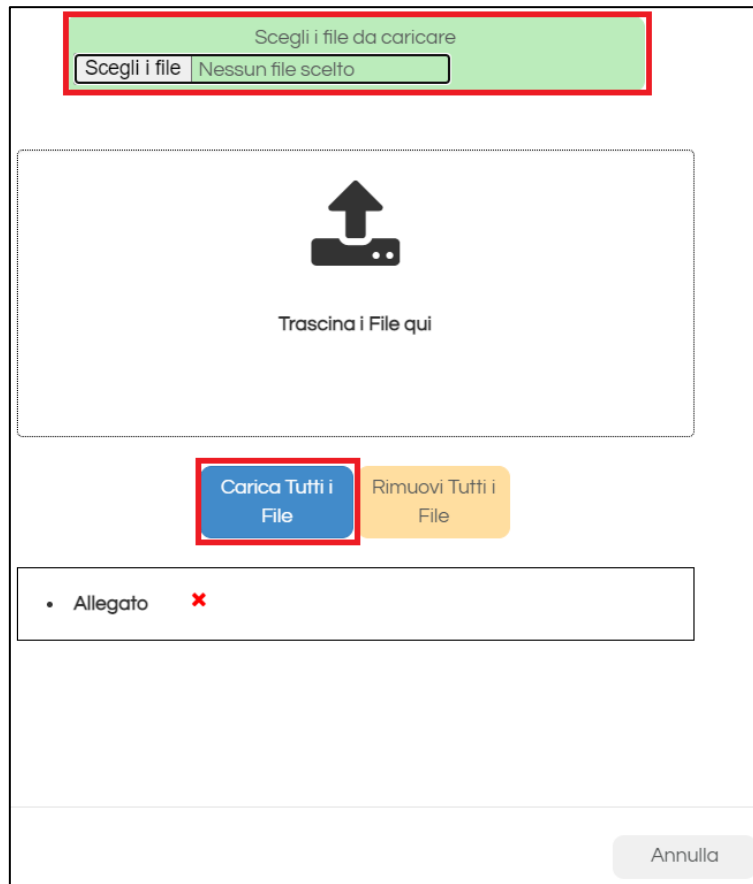 Scegli i file da caricare
Scegli i file Nessun file scelto
Trascina i File qui
Carica Tutti i
File
Rimuovi Tutti i
File
Allegato
Annulla